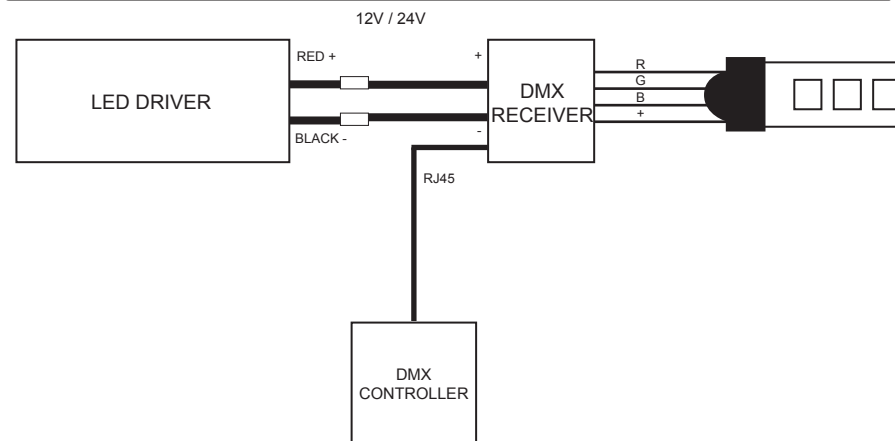 12V / 24V
RED +
+
LED DRIVER
DMX
RECEIVER
R
G
B
+
BLACK -
-
RJ45
DMX
CONTROLLER